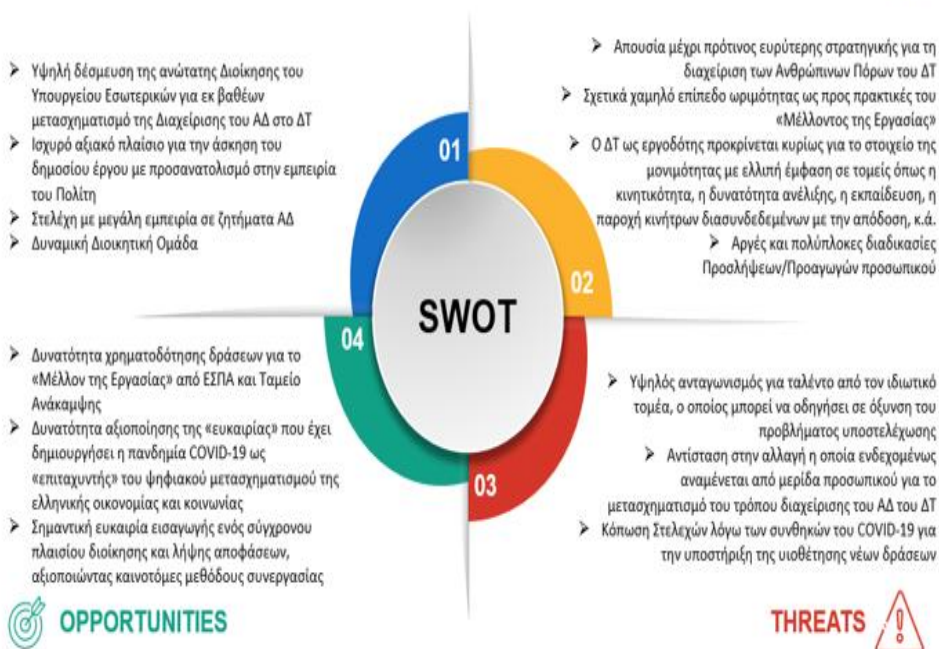 ➢ Υψηλή δέσμευση της ανώτατης Διοίκησης του
Υπουργείου Εσωτερικών για εκ βαθέων
μετασχηματισμό της Διαχείρισης του ΑΔ στο ΔΤ
➢ Ισχυρό αξιακό πλαίσιο για την άσκηση του
δημοσίου έργου με προσανατολισμό στην εμπειρία
του Πολίτη
➢ Στελέχη με μεγάλη εμπειρία σε ζητήματα ΑΔ
➢ Δυναμική Διοικητική Ομάδα
➢ Απουσία μέχρι πρότινος ευρύτερης στρατηγικής για τη
διαχείριση των Ανθρώπινων Πόρων του ΔΤ
➢ Σχετικά χαμηλό επίπεδο ωριμότητας ως προς πρακτικές του
«Μέλλοντος της Εργασίας»
➢ Ο ΔΤ ως εργοδότης προκρίνεται κυρίως για το στοιχείο της
μονιμότητας με ελλιπή έμφαση σε τομείς όπως η
κινητικότητα, η δυνατότητα ανέλιξης, η εκπαίδευση, η
παροχή κινήτρων διασυνδεδεμένων με την απόδοση, κ.ά.
➢ Αργές και πολύπλοκες διαδικασίες
Προσλήψεων/Προαγωγών προσωπικού
01
02
SWOT
04
03
➢ Δυνατότητα χρηματοδότησης δράσεων για το
«Μέλλον της Εργασίας» από ΕΣΠΑ και Ταμείο
Ανάκαμψης
➢ Δυνατότητα αξιοποίησης της «ευκαιρίας» που έχει
δημιουργήσει η πανδημία COVID-19 ως
«επιταχυντής» του ψηφιακού μετασχηματισμού της
ελληνικής οικονομίας και κοινωνίας
➢ Σημαντική ευκαιρία εισαγωγής ενός σύγχρονου
πλαισίου διοίκησης και λήψης αποφάσεων,
αξιοποιώντας καινοτόμες μεθόδους συνεργασίας
➢ Υψηλός ανταγωνισμός για ταλέντο από τον ιδιωτικό
τομέα, ο οποίος μπορεί να οδηγήσει σε όξυνση του
προβλήματος υποστελέχωσης
➢ Αντίσταση στην αλλαγή η οποία ενδεχομένως
αναμένεται από μερίδα προσωπικού για το
μετασχηματισμό του τρόπου διαχείρισης του ΑΔ του ΔΤ
➢ Κόπωση Στελεχών λόγω των συνθηκών του COVID-19 για
την υποστήριξη της υιοθέτησης νέων δράσεων
OPPORTUNITIES
THREATS